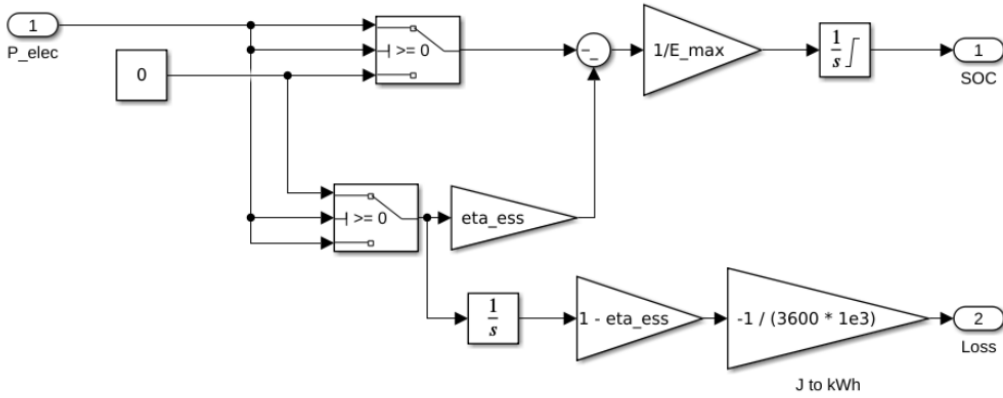 1
P_elec
0
>= 0
-
-
1/E_max
1
s
1
SOC
>= 0
eta_ess
1
s
1 - eta_ess
-1 / (3600 * 1e3)
2
Loss
J to kWh